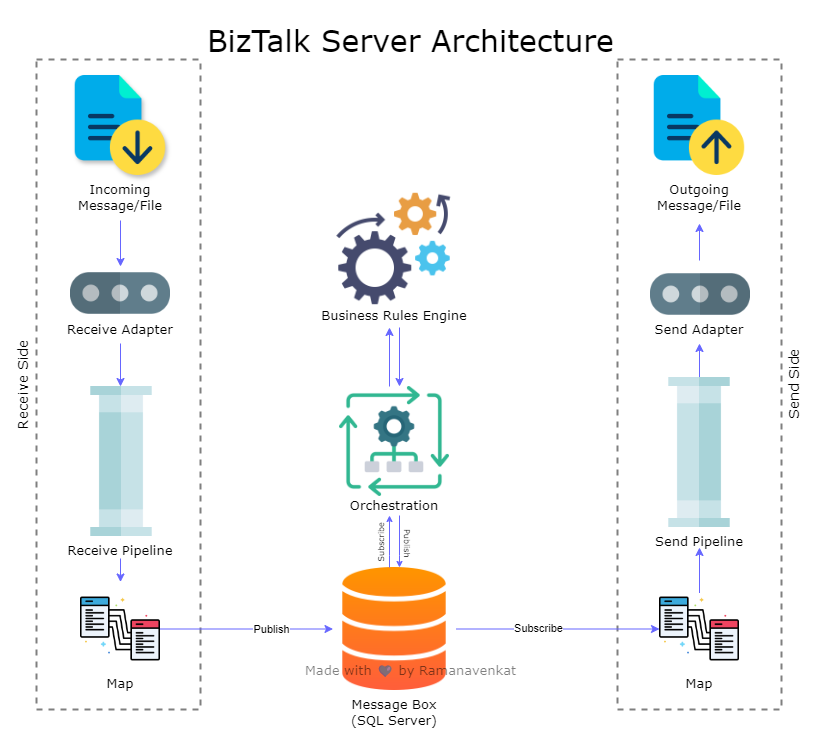 BizTalk Server Architecture
Receive Side
Incoming
Message/File
Receive Adapter
Receive Pipeline
Map
Publish
Business Rules Engine
Orchestration
Subscribe
Publish
Made with by Ramanavenkat
Message Box
(SQL Server)
Subscribe
Outgoing
Message/File
Send Adapter
Send Pipeline
Map
Send Side